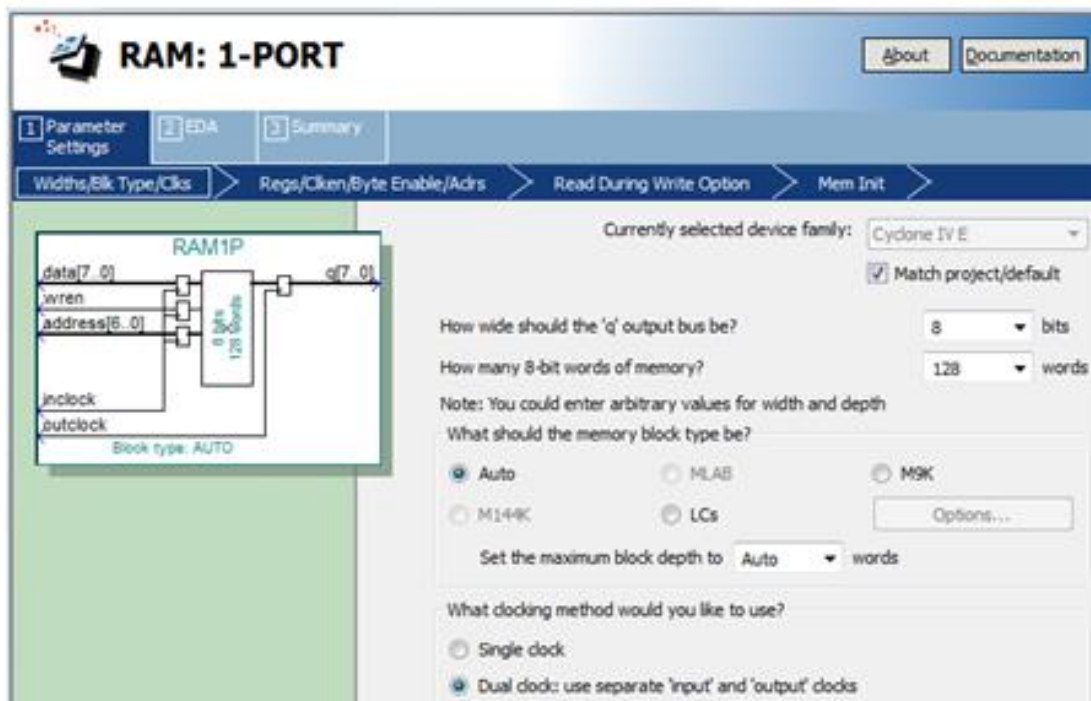 RAM: 1-PORT
About Documentation
1 Parameter Settings 2 EDA 3 Summary
Widths/Blk Type/Clks Regs/Clken/Byte Enable/Aclrs Read During Write Option Mem Init
Currently selected device family: Cyclone IV E
Match project/default
RAM1P
data[7..0] q[7..0]
wren
address[6..0]
8 bits
128 words
inclock
outclock
Block type: AUTO
How wide should the 'q' output bus be? 8 bits
How many 8-bit words of memory? 128 words
Note: You could enter arbitrary values for width and depth
What should the memory block type be?
Auto MLAB M9K
M144K LCs Options...
Set the maximum block depth to Auto words
What clocking method would you like to use?
Single clock
Dual clock: use separate 'input' and 'output' clocks